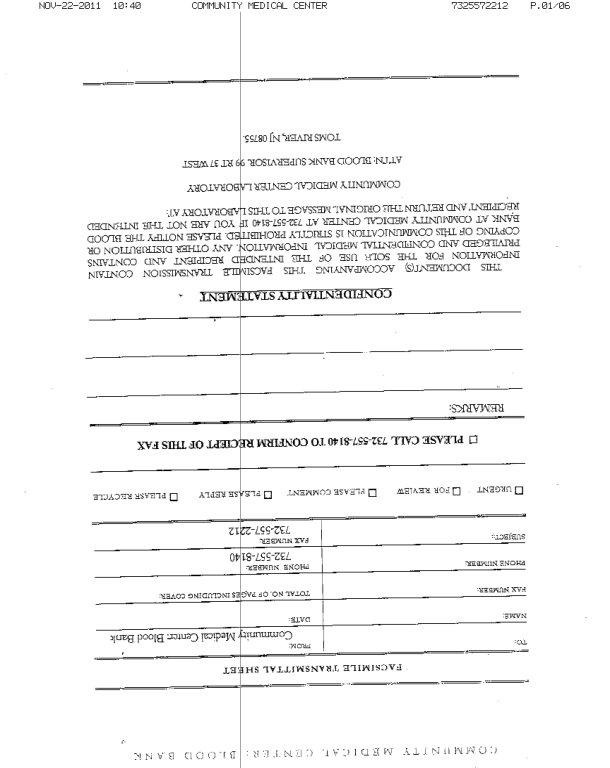 NOV-22-2011 10:40 COMMUNITY MEDICAL CENTER 7325572212 P.01/06
COMMUNITY MEDICAL CENTER: BLOOD BANK
FACSIMILE TRANSMITTAL SHEET
TO: FROM:
Community Medical Center: Blood Bank
NAME: DATE:
FAX NUMBER: TOTAL NO. OF PAGES INCLUDING COVER:
PHONE NUMBER PHONE NUMBER:
732-557-8140
SUBJECT: FAX NUMBER:
732-557-2212
☐ URGENT ☐ FOR REVIEW ☐ PLEASE COMMENT ☐ PLEASE REPLY ☐ PLEASE RECYCLE
☐ PLEASE CALL 732-557-8140 TO CONFIRM RECIEPT OF THIS FAX
REMARKS:
CONFIDENTIALITY STATEMENT
THIS DOCUMENT(S) ACCOMPANYING THIS FACSIMILE TRANSMISSION CONTAIN
INFORMATION FOR THE SOLE USE OF THE INTENDED RECIPIENT AND CONTAINS
PRIVILEGED AND CONFIDENTIAL MEDICAL INFORMATION, ANY OTHER DISTRIBUTION OR
COPYING OF THIS COMMUNICATION IS STRICTLY PROHIBITED. PLEASE NOTIFY THE BLOOD
BANK AT COMMUNITY MEDICAL CENTER AT 732-557-8140 IF YOU ARE NOT THE INTENDED
RECIPIENT, AND RETURN THE ORIGINAL MESSAGE TO THIS LABORATORY AT:
COMMUNITY MEDICAL CENTER LABORATORY
ATTN: BLOOD BANK SUPERVISOR, 99 RT 37 WEST
TOMS RIVER, NJ 08755.